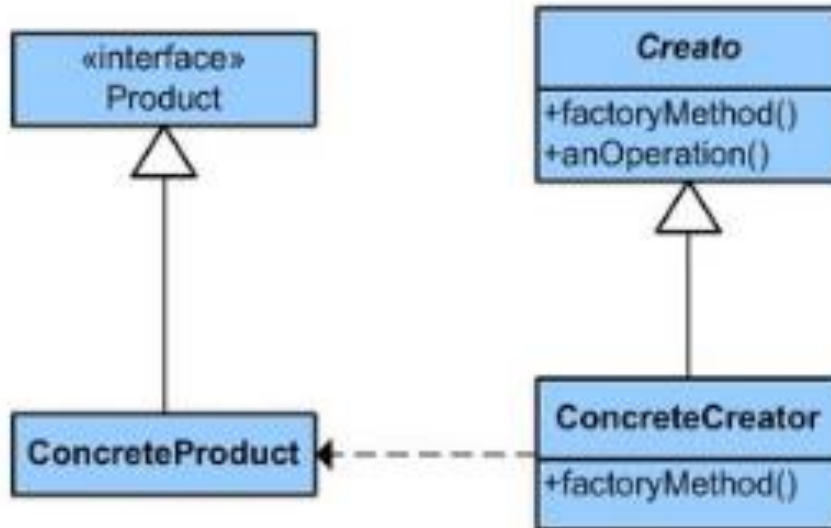 «interface»
Product
Creato
+factoryMethod()
+anOperation()
ConcreteProduct
ConcreteCreator
+factoryMethod()